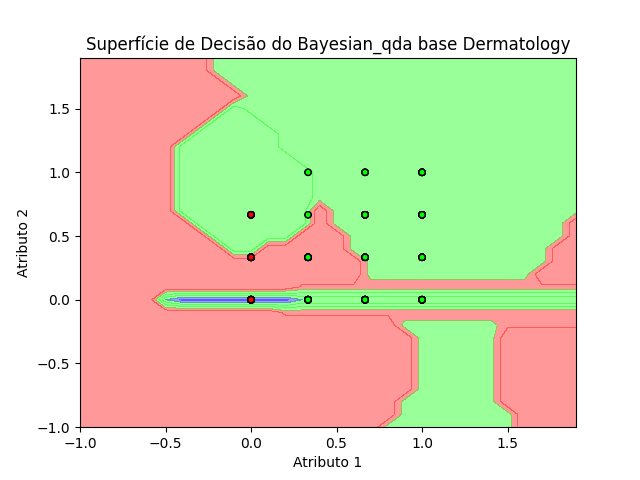 Superfície de Decisão do Bayesian_qda base Dermatology
Atributo 2
1.5
1.0
0.5
0.0
−0.5
−1.0
−1.0 −0.5 0.0 0.5 1.0 1.5
Atributo 1